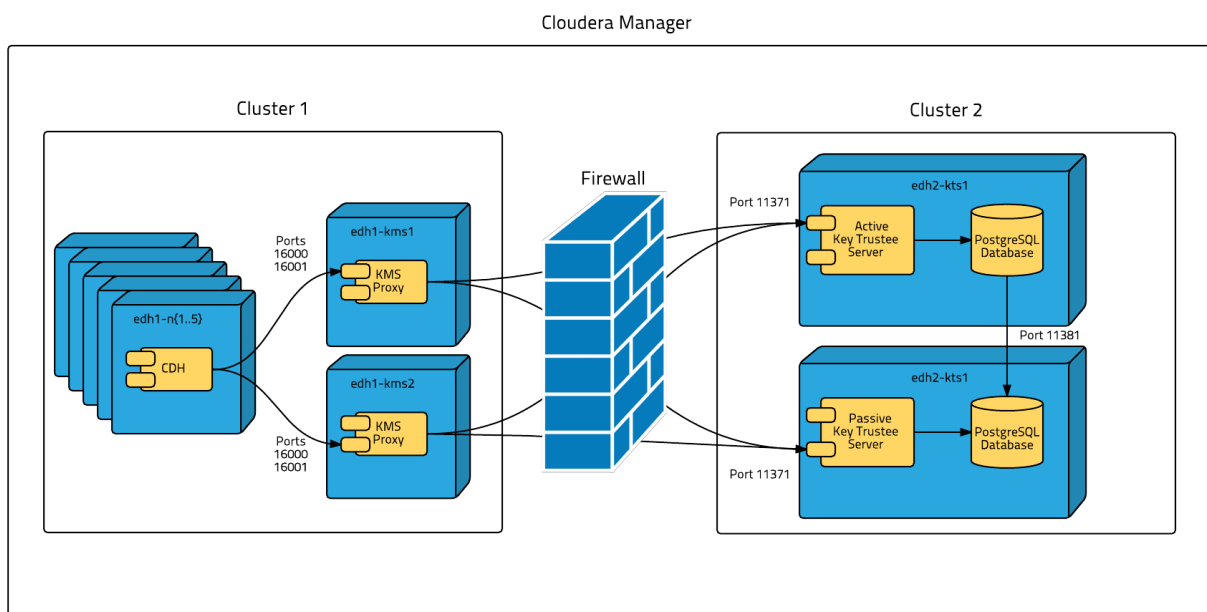 Cloudera Manager
Cluster 1
Cluster 2
Firewall
edh1-n{1..5}
CDH
Ports
16000
16001
edh1-kms1
KMS
Proxy
Ports
16000
16001
edh1-kms2
KMS
Proxy
Port 11371
edh2-kts1
Active
Key Trustee
Server
PostgreSQL
Database
Port 11381
Port 11371
edh2-kts1
Passive
Key Trustee
Server
PostgreSQL
Database